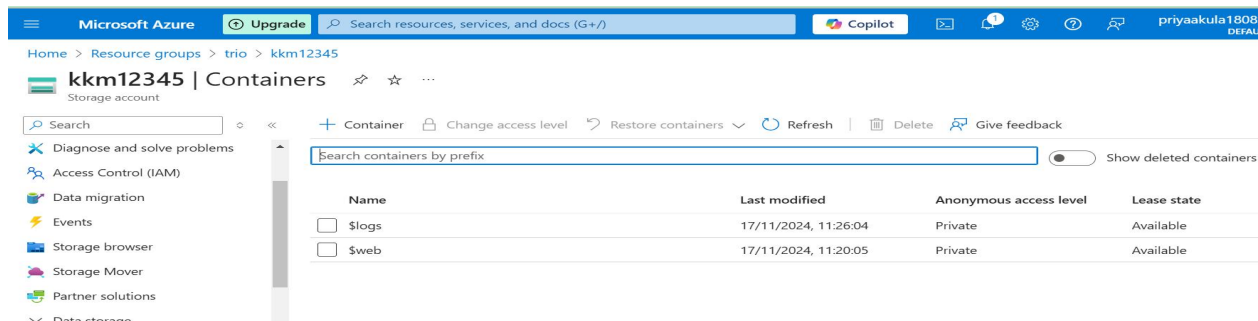 Microsoft Azure
Upgrade
Search resources, services, and docs (G+/)
Copilot
1
priyaakula1808
DEFAU
Home > Resource groups > trio > kkm12345
kkm12345 | Containers
Storage account
Search
Container
Change access level
Restore containers
Refresh
Delete
Give feedback
Diagnose and solve problems
Search containers by prefix
Show deleted containers
Access Control (IAM)
Data migration
Name Last modified Anonymous access level Lease state
Events
$logs 17/11/2024, 11:26:04 Private Available
Storage browser
$web 17/11/2024, 11:20:05 Private Available
Storage Mover
Partner solutions
Data storage